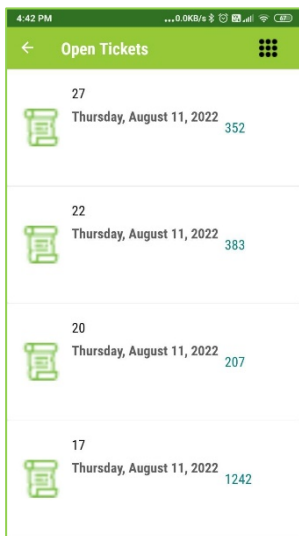 4:42 PM ...0.0KB/s
Open Tickets
27
Thursday, August 11, 2022
352
22
Thursday, August 11, 2022
383
20
Thursday, August 11, 2022
207
17
Thursday, August 11, 2022
1242